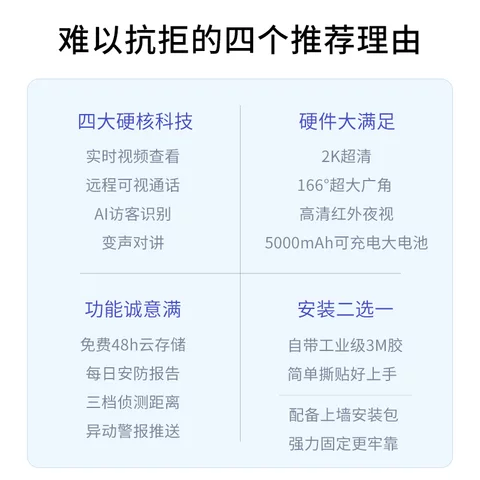 难以抗拒的四个推荐理由
四大硬核科技
实时视频查看
远程可视通话
AI访客识别
变声对讲
硬件大满足
2K超清
166°超大广角
高清红外夜视
5000mAh可充电大电池
功能诚意满
免费48h云存储
每日安防报告
三档侦测距离
异动警报推送
安装二选一
自带工业级3M胶
简单撕贴好上手
配备上墙安装包
强力固定更牢靠